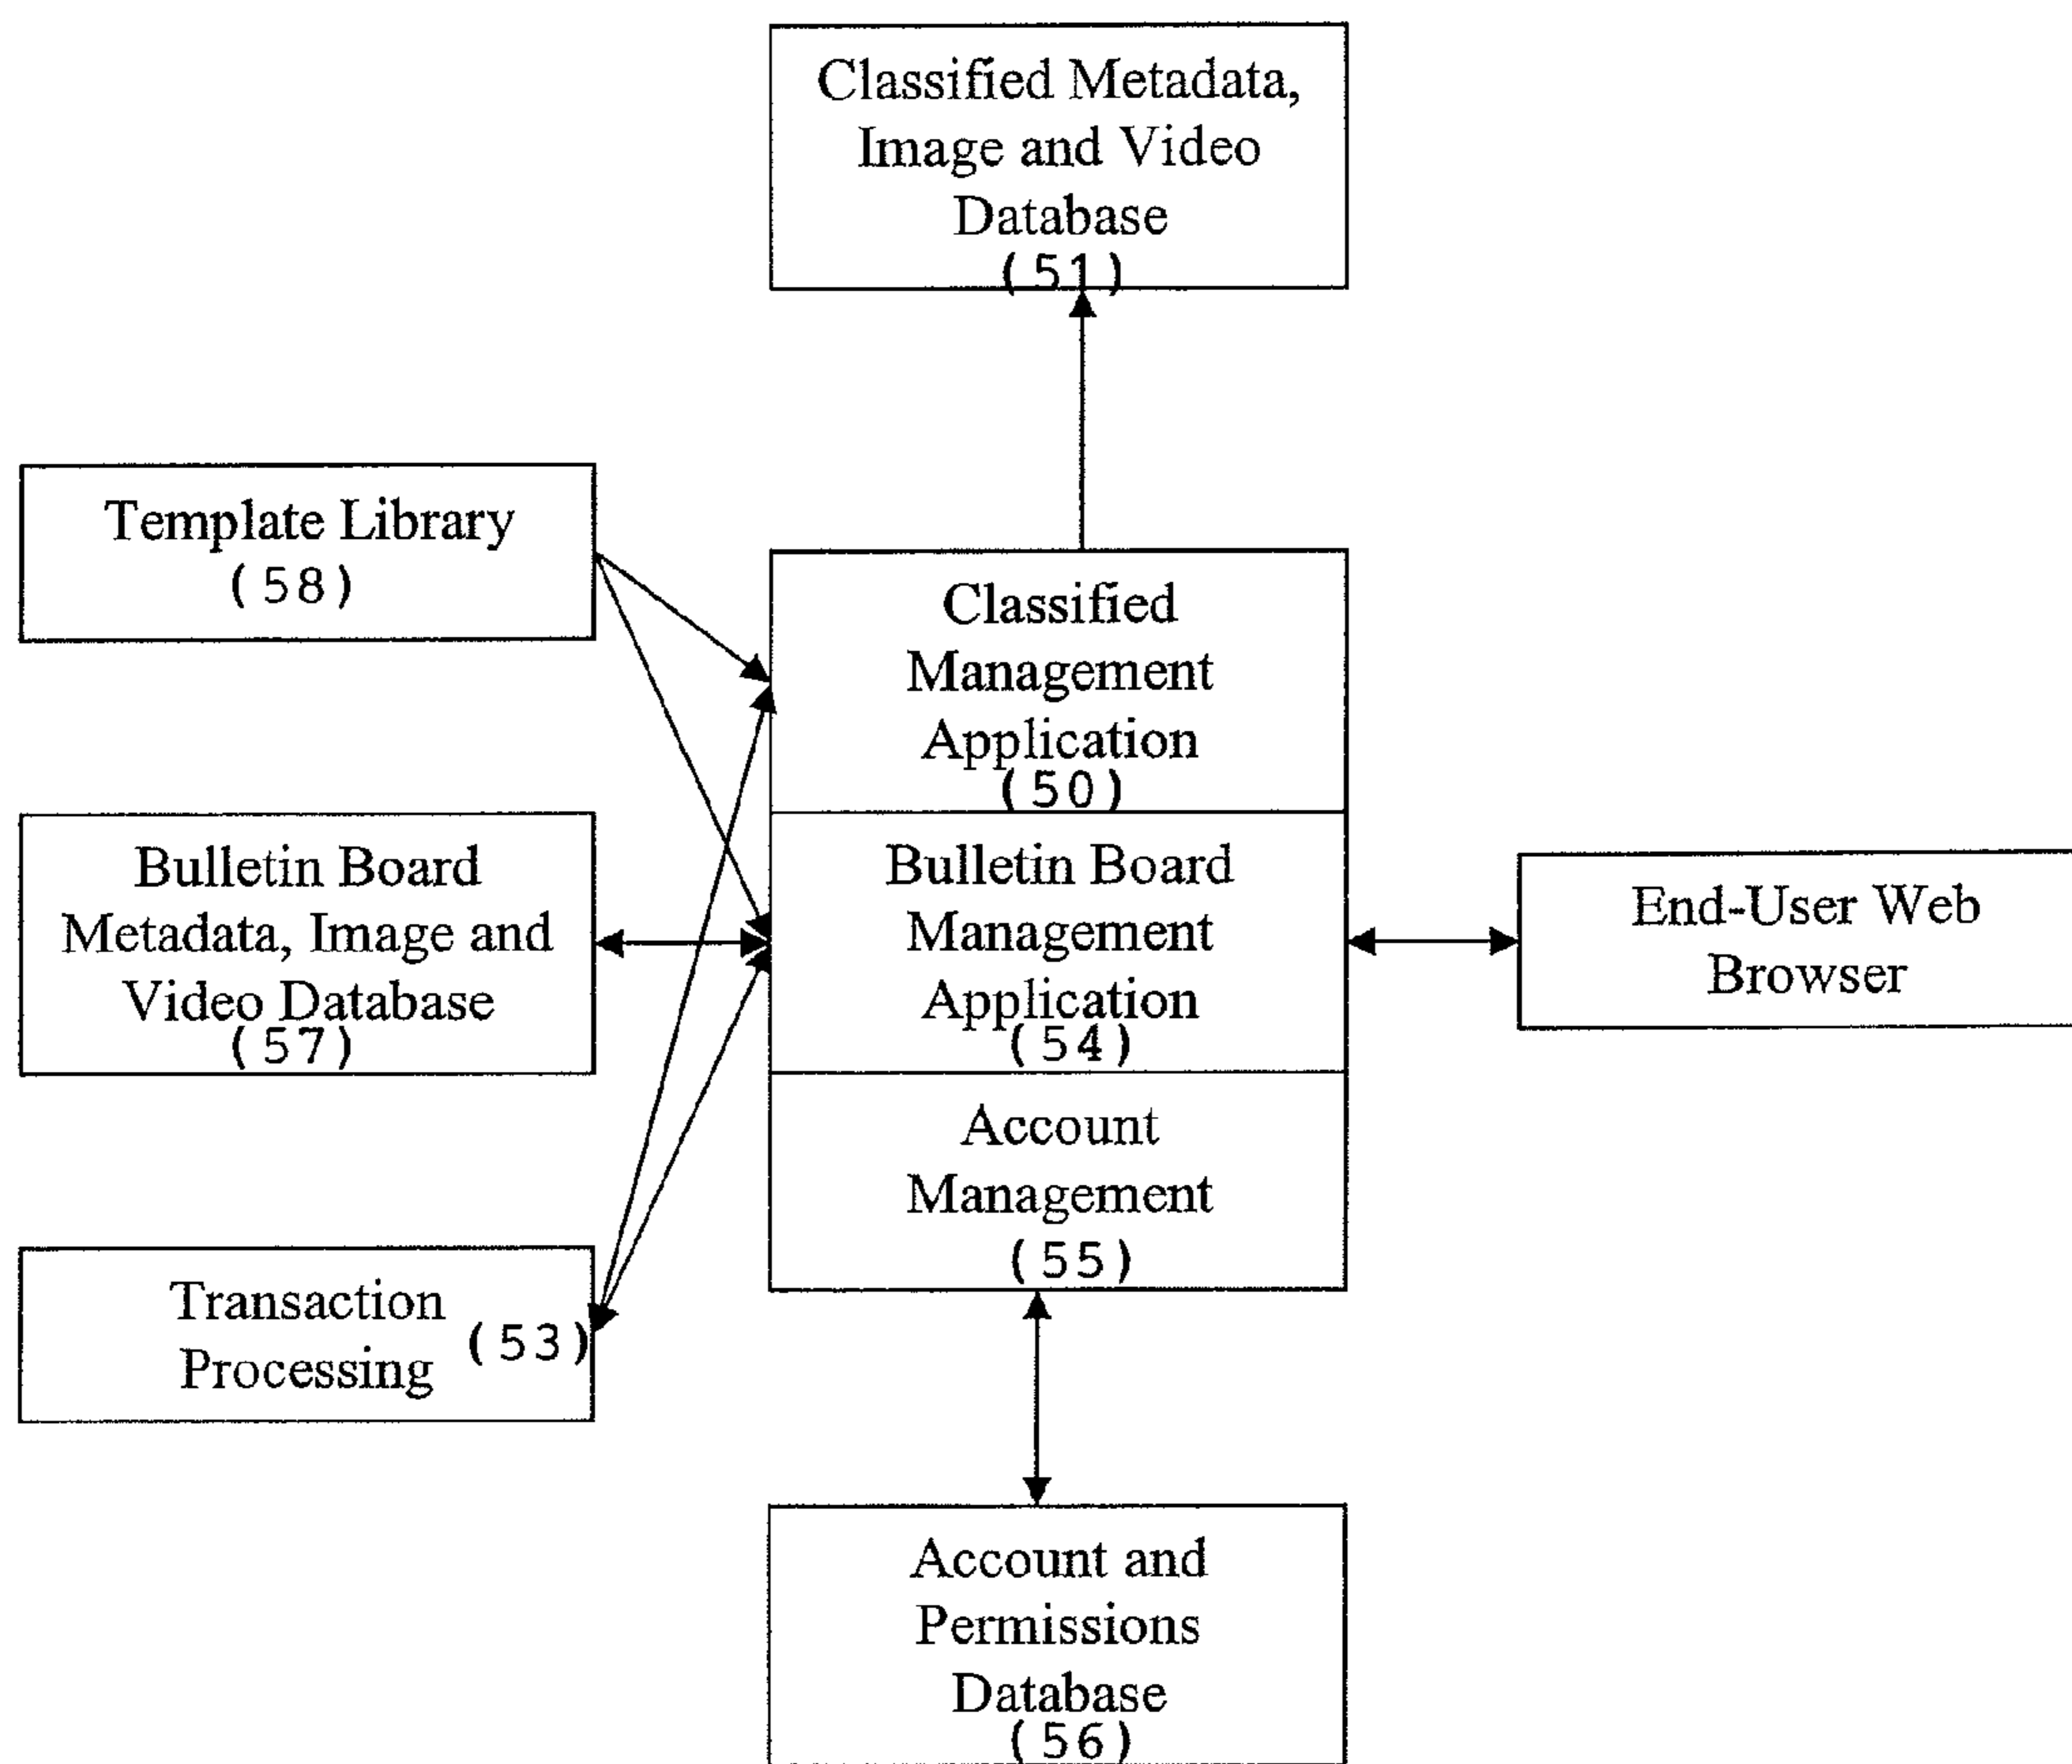 Classified Metadata,
Image and Video
Database
(51)
Template Library
(58)
Classified
Management
Application
(50)
Bulletin Board
Metadata, Image and
Video Database
(57)
Bulletin Board
Management
Application
(54)
End-User Web
Browser
Account
Management
(55)
Transaction
Processing
(53)
Account and
Permissions
Database
(56)